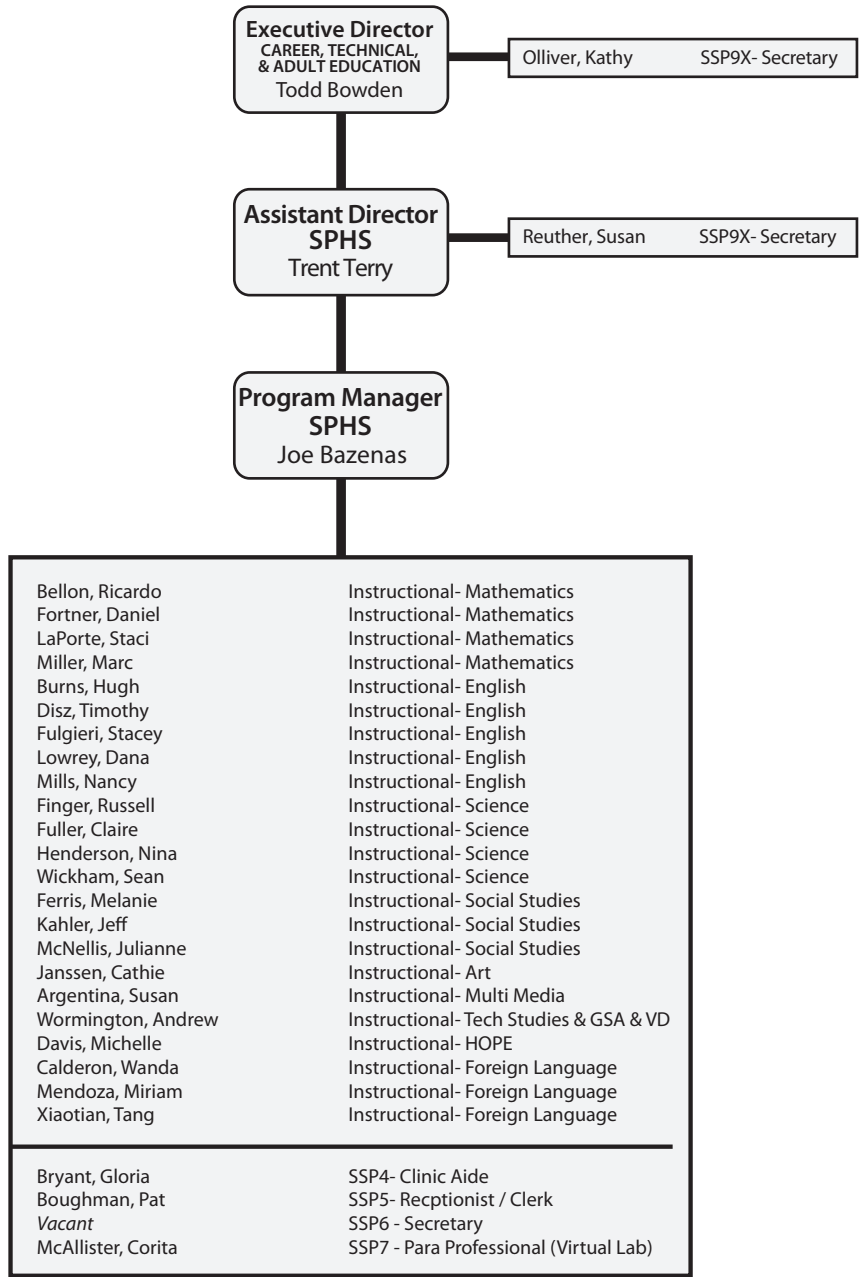 Executive Director
CAREER, TECHNICAL,
& ADULT EDUCATION
Todd Bowden
Olliver, Kathy SSP9X- Secretary
Assistant Director
SPHS
Trent Terry
Reuther, Susan SSP9X- Secretary
Program Manager
SPHS
Joe Bazenas
Bellon, Ricardo Instructional- Mathematics
Fortner, Daniel Instructional- Mathematics
LaPorte, Staci Instructional- Mathematics
Miller, Marc Instructional- Mathematics
Burns, Hugh Instructional- English
Disz, Timothy Instructional- English
Fulgieri, Stacey Instructional- English
Lowrey, Dana Instructional- English
Mills, Nancy Instructional- English
Finger, Russell Instructional- Science
Fuller, Claire Instructional- Science
Henderson, Nina Instructional- Science
Wickham, Sean Instructional- Science
Ferris, Melanie Instructional- Social Studies
Kahler, Jeff Instructional- Social Studies
McNellis, Julianne Instructional- Social Studies
Janssen, Cathie Instructional- Art
Argentina, Susan Instructional- Multi Media
Wormington, Andrew Instructional- Tech Studies & GSA & VD
Davis, Michelle Instructional- HOPE
Calderon, Wanda Instructional- Foreign Language
Mendoza, Miriam Instructional- Foreign Language
Xiaotian, Tang Instructional- Foreign Language
Bryant, Gloria SSP4- Clinic Aide
Boughman, Pat SSP5- Recptionist / Clerk
Vacant SSP6 - Secretary
McAllister, Corita SSP7 - Para Professional (Virtual Lab)